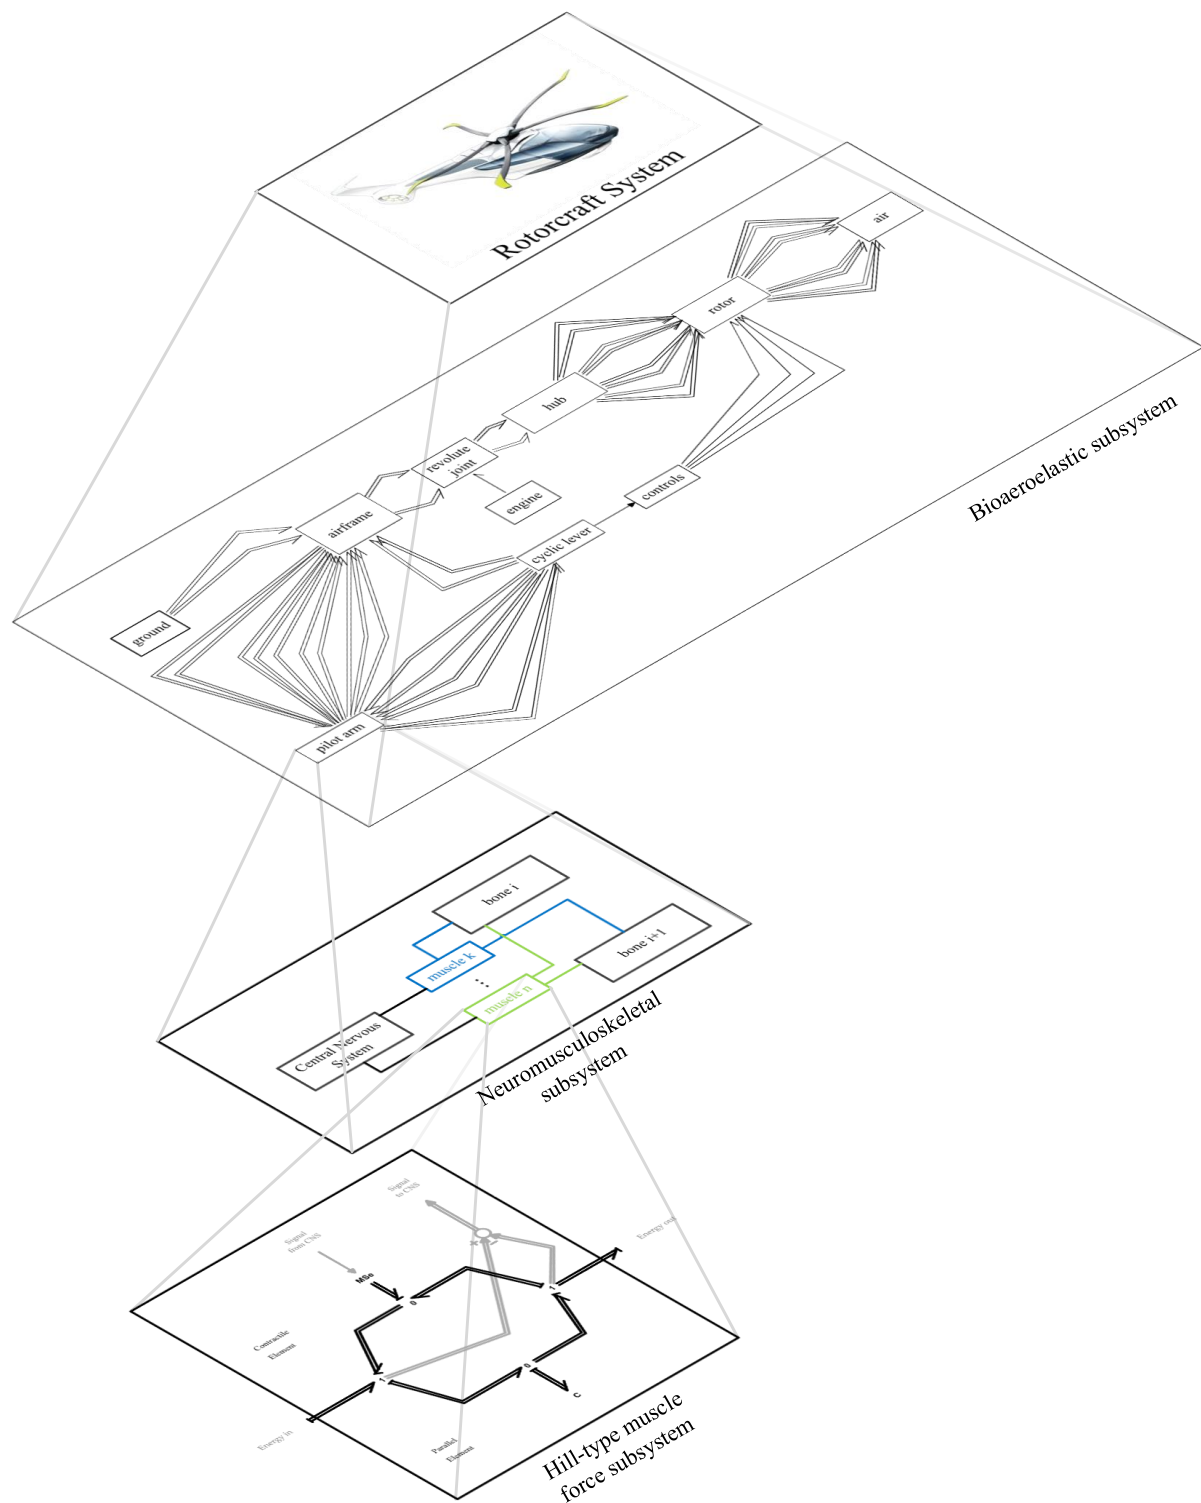 Rotorcraft System
air
rotor
hub
revolute
joint
engine
controls
airframe
cyclic lever
ground
pilot arm
Bioaeroelastic subsystem
bone i
bone i+1
muscle k
⋮
muscle n
Central Nervous
System
Neuromusculoskeletal
subsystem
Signal
to CNS
Signal
from CNS
MSe
0
+
−
1
Energy out
Contractile
Element
1
0
C
Energy in
Parallel
Element
Hill-type muscle
force subsystem